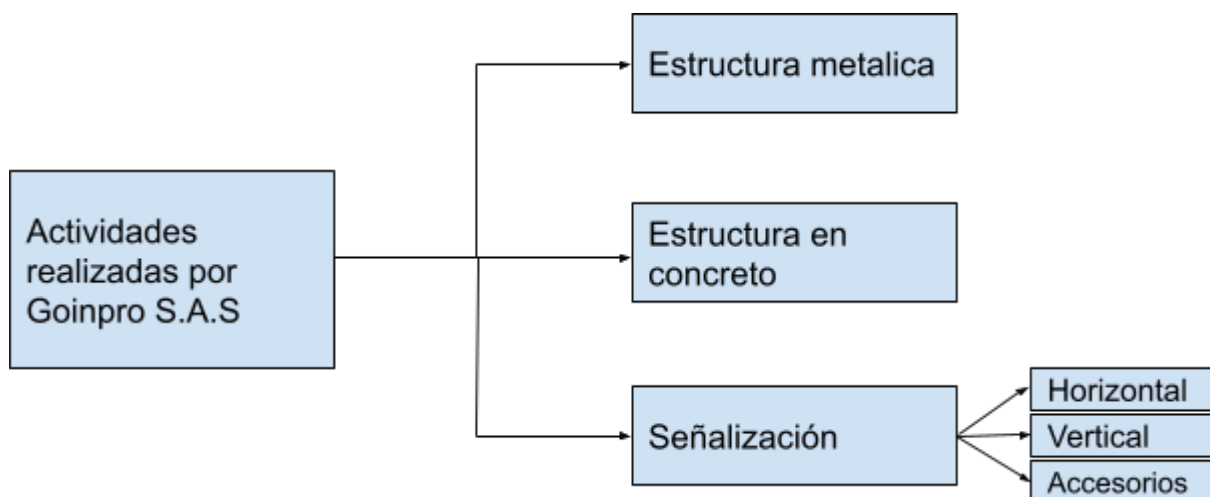 Estructura metalica
Actividades
realizadas por
Goinpro S.A.S
Estructura en
concreto
Señalización
Horizontal
Vertical
Accesorios